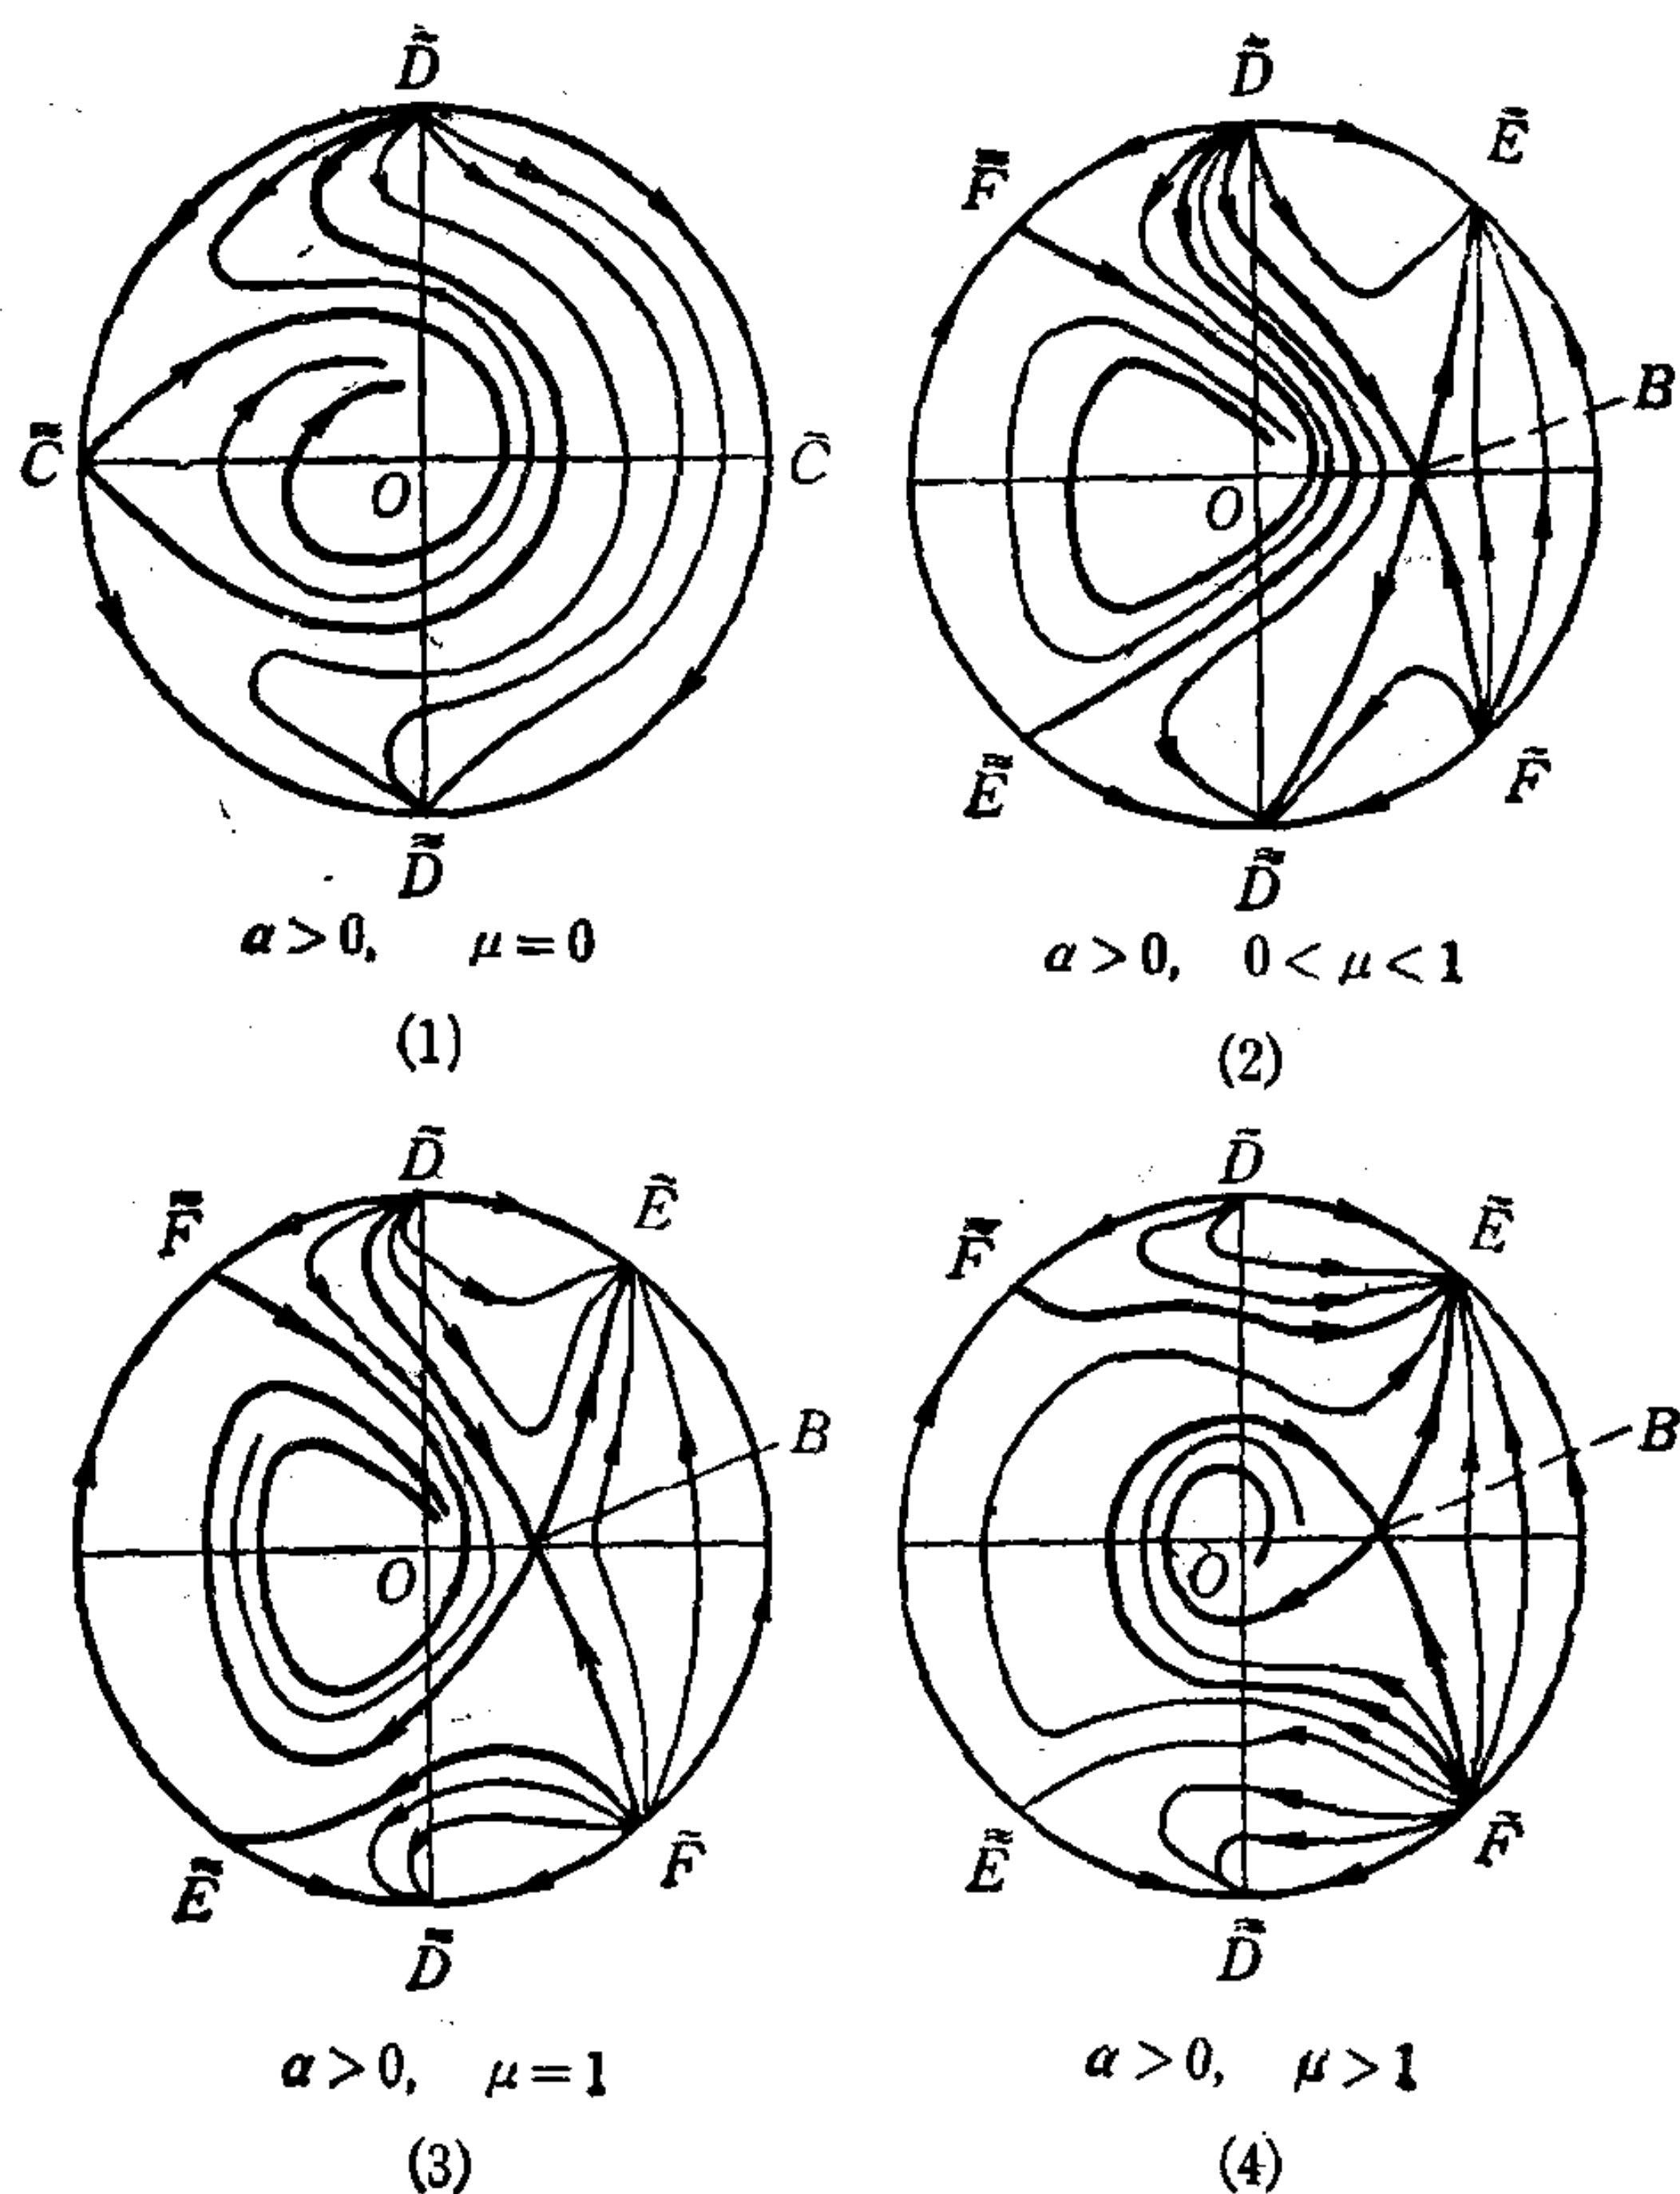 D̃ D̃
F̃̃ Ẽ
B
C̃̃ O C̃ O
Ẽ̃ F̃
D̃̃ D̃̃
a > 0, μ = 0 a > 0, 0 < μ < 1
(1) (2)
D̃ D̃
F̃̃ Ẽ F̃̃ Ẽ
B B
O O
Ẽ̃ F̃ Ẽ̃ F̃
D̃̃ D̃̃
a > 0, μ = 1 a > 0, μ > 1
(3) (4)